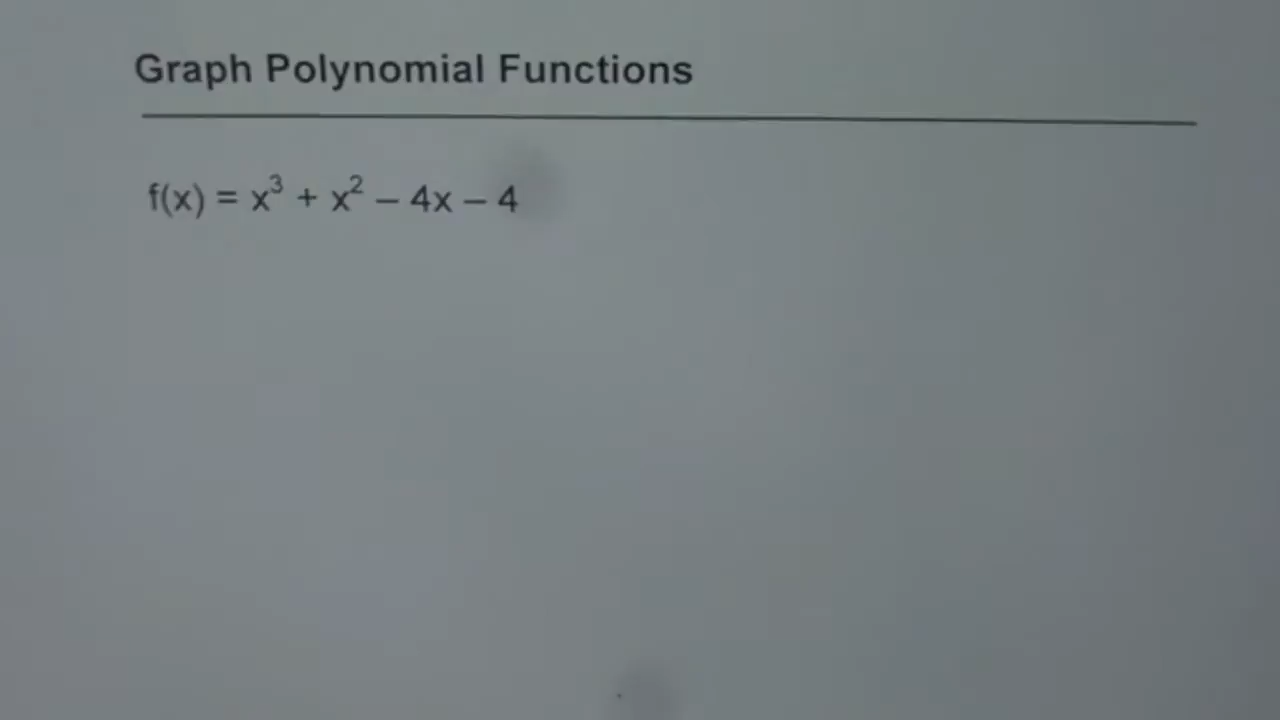 Graph Polynomial Functions
f(x) = x³ + x² – 4x – 4